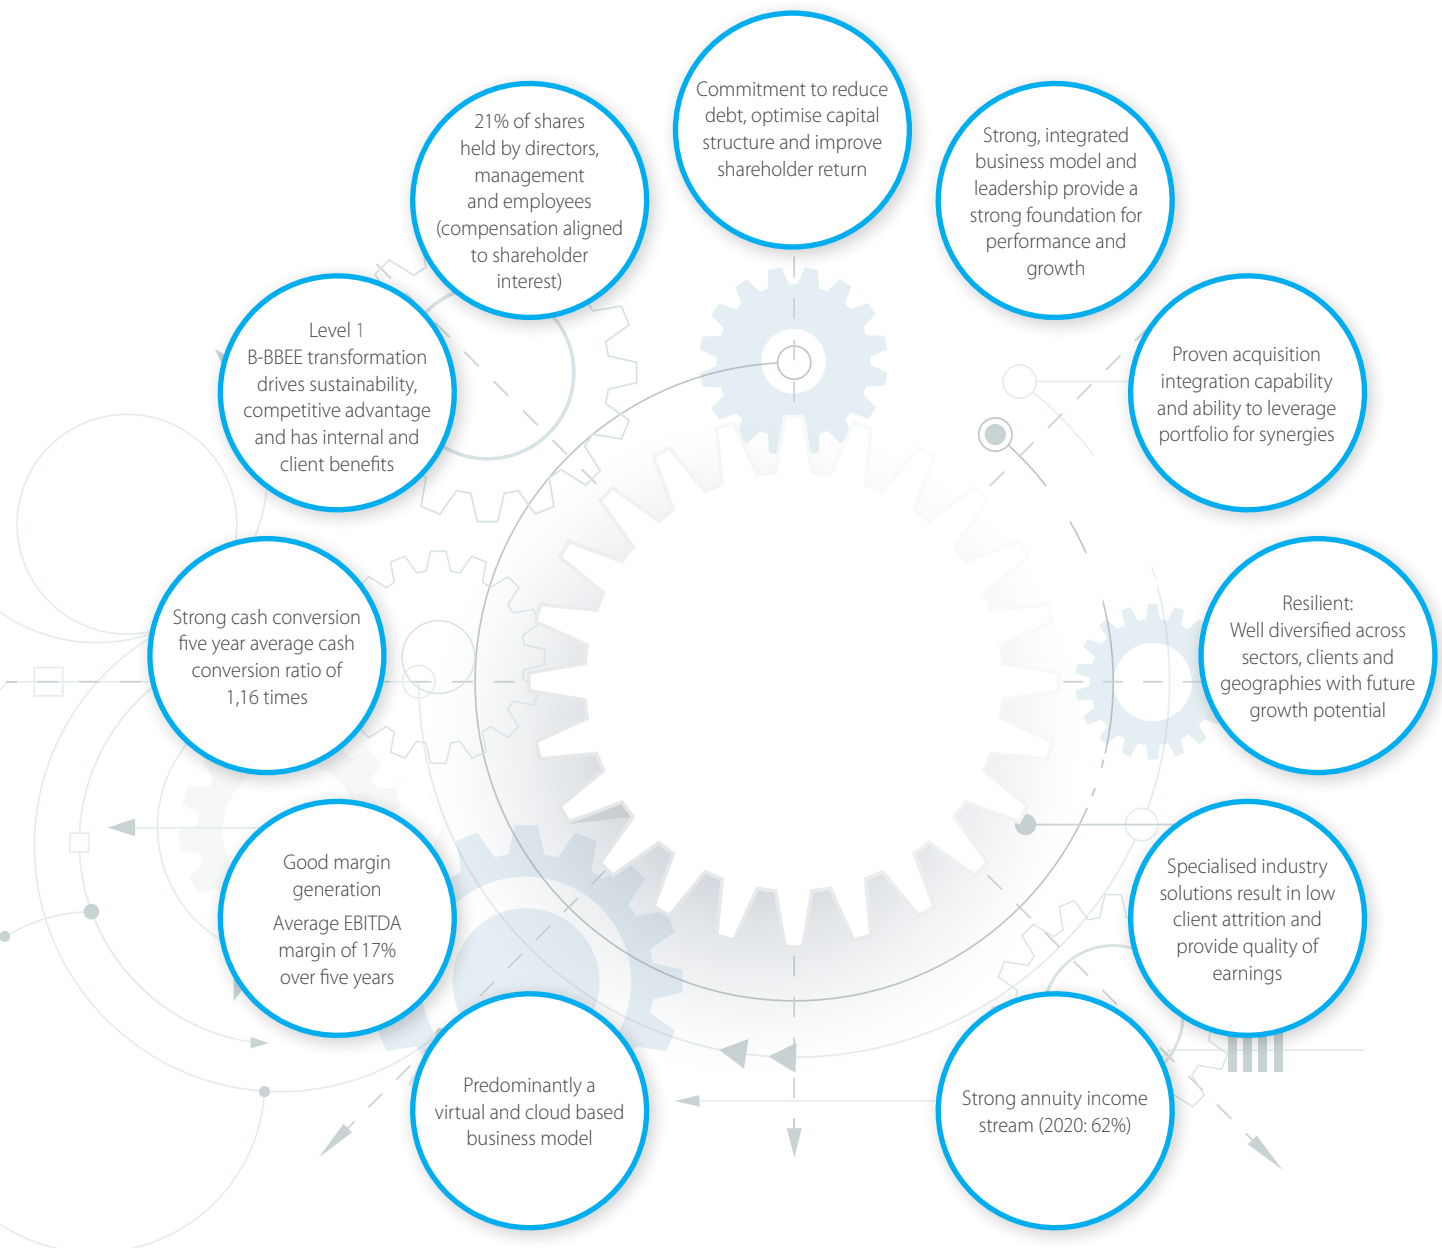 Commitment to reduce
debt, optimise capital
structure and improve
shareholder return
Strong, integrated
business model and
leadership provide a
strong foundation for
performance and
growth
Proven acquisition
integration capability
and ability to leverage
portfolio for synergies
Resilient:
Well diversified across
sectors, clients and
geographies with future
growth potential
Specialised industry
solutions result in low
client attrition and
provide quality of
earnings
Strong annuity income
stream (2020: 62%)
Predominantly a
virtual and cloud based
business model
Good margin
generation
Average EBITDA
margin of 17%
over five years
Strong cash conversion
five year average cash
conversion ratio of
1,16 times
Level 1
B-BBEE transformation
drives sustainability,
competitive advantage
and has internal and
client benefits
21% of shares
held by directors,
management
and employees
(compensation aligned
to shareholder
interest)